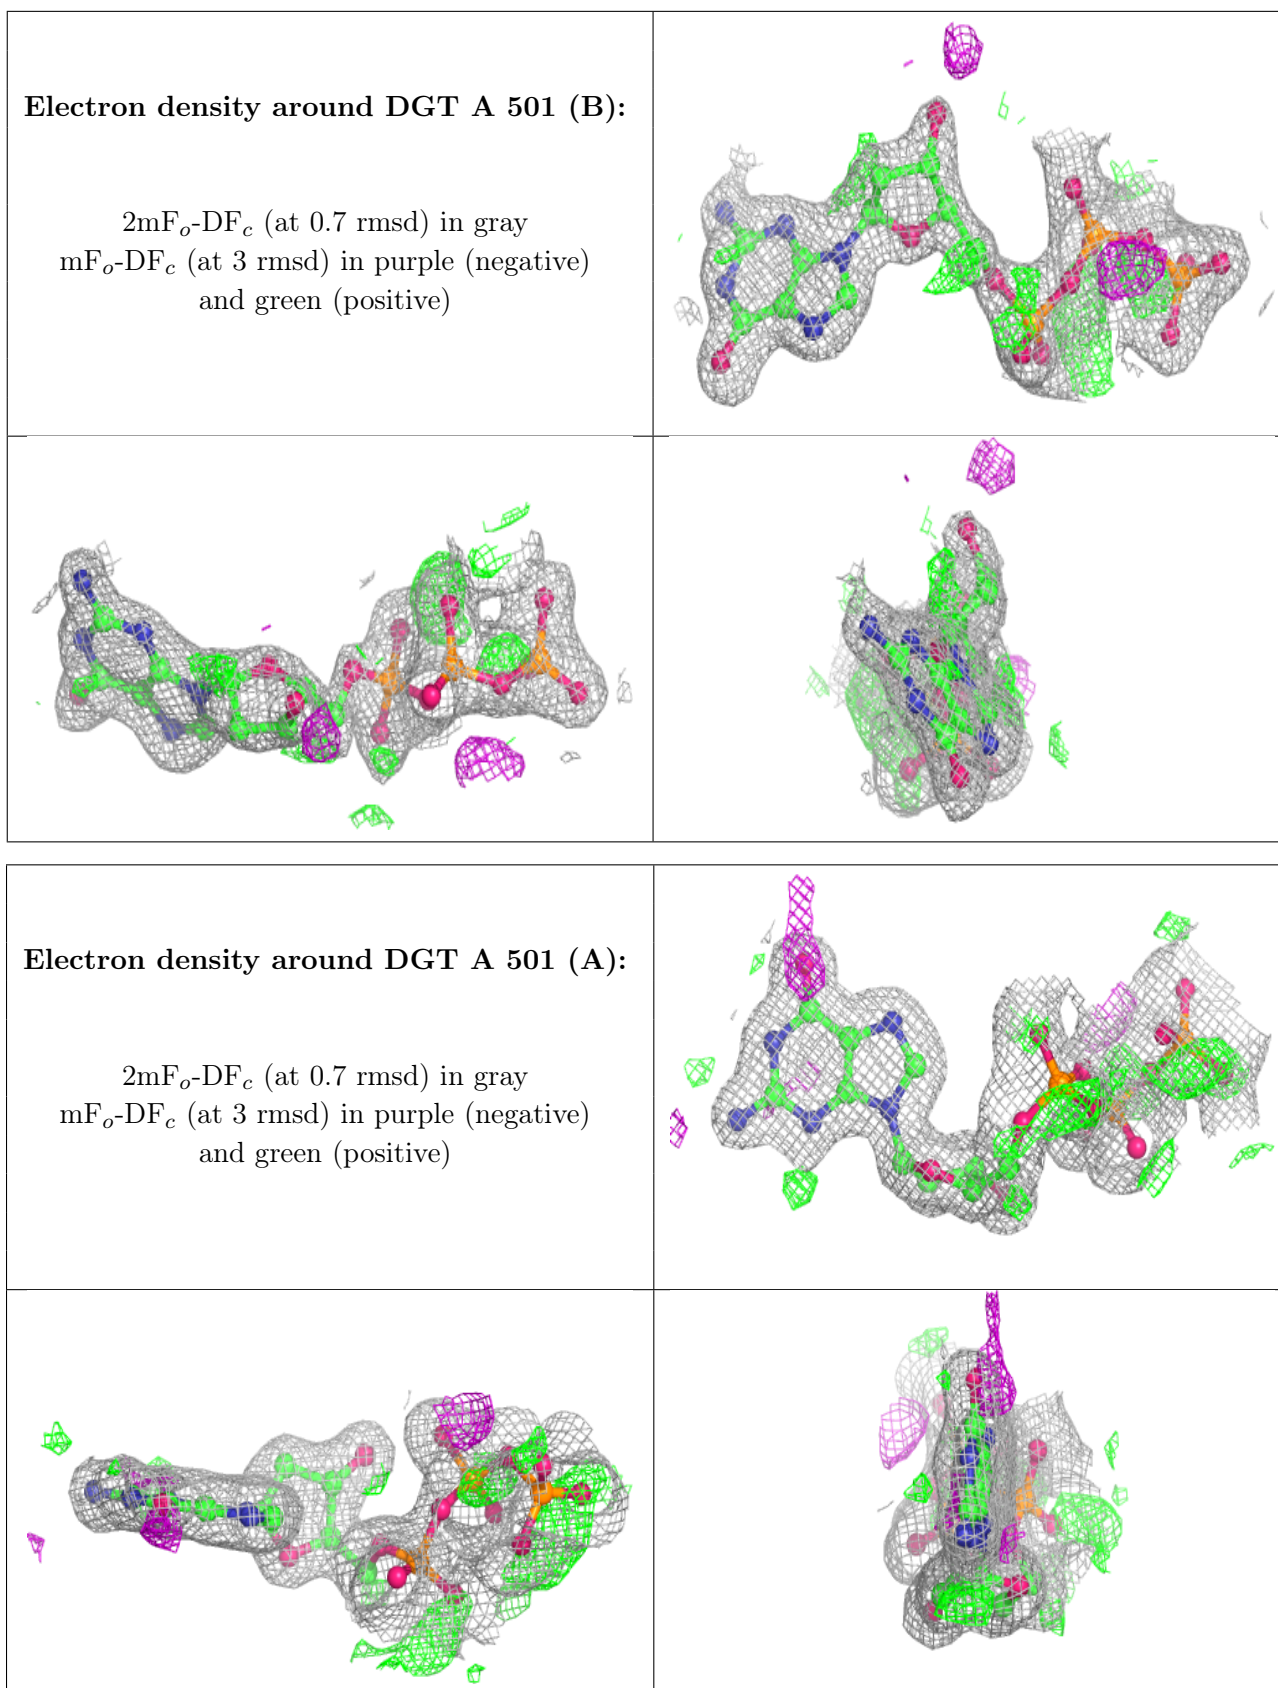 Electron density around DGT A 501 (B):
2mFo-DFc (at 0.7 rmsd) in gray
mFo-DFc (at 3 rmsd) in purple (negative)
and green (positive)
Electron density around DGT A 501 (A):
2mFo-DFc (at 0.7 rmsd) in gray
mFo-DFc (at 3 rmsd) in purple (negative)
and green (positive)